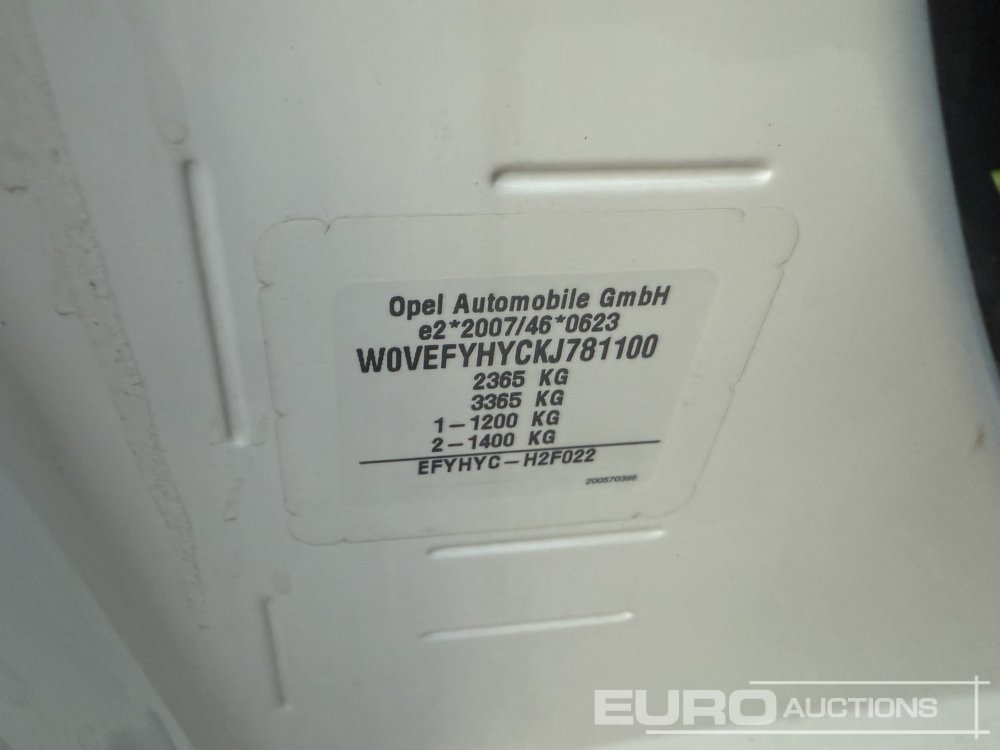 Opel Automobile GmbH
e2*2007/46*0623
W0VEFYHYCKJ781100
2365 KG
3365 KG
1-1200 KG
2-1400 KG
EFYHYC-H2F022
200570395
EURO AUCTIONS